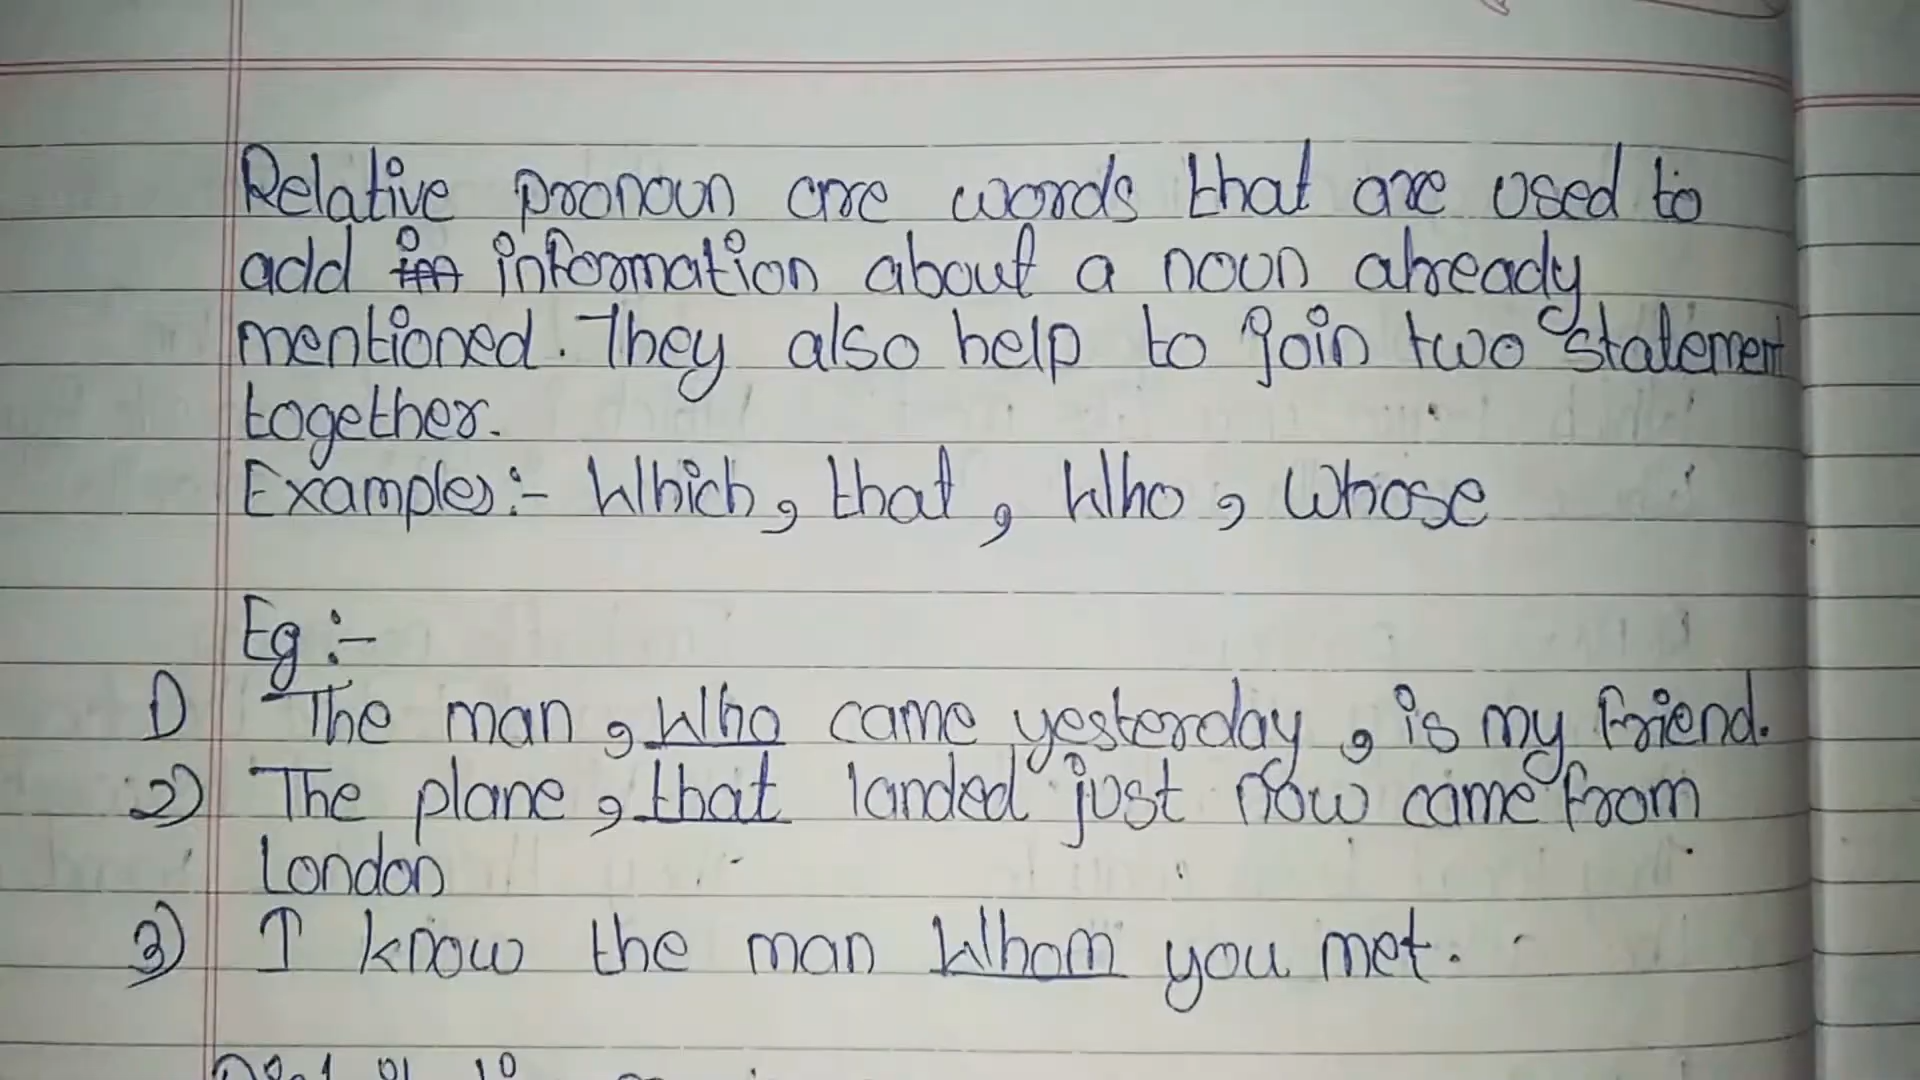 Relative pronoun are words that are used to
add information about a noun already
mentioned. They also help to join two statement
together.
Examples:- Which, that, Who, Whose
Eg:-
1) The man, Who came yesterday, is my friend.
2) The plane, that landed just now came from
London
3) I know the man Whom you met.